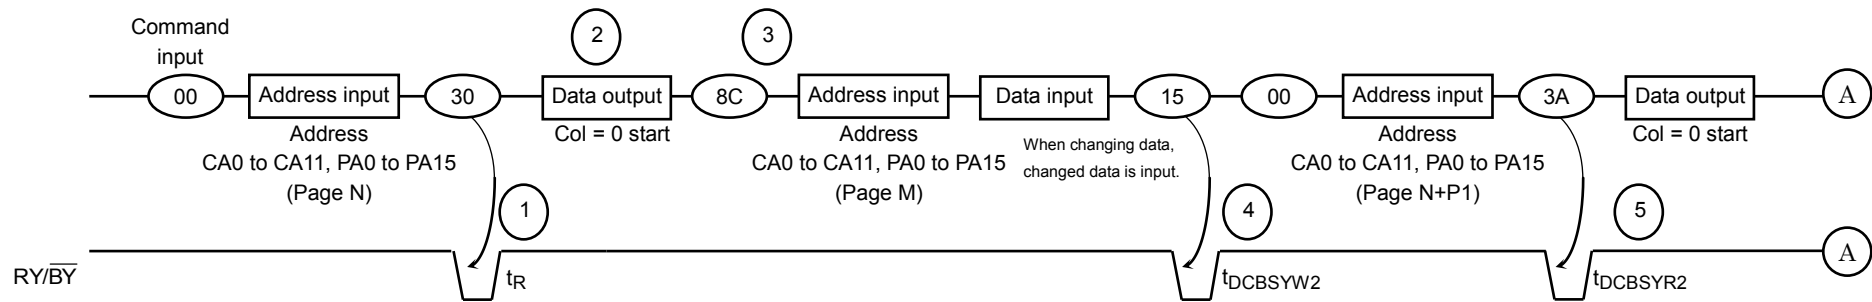 Command
input
2
3
00
Address input
30
Data output
8C
Address input
Data input
15
00
Address input
3A
Data output
A
Address
CA0 to CA11, PA0 to PA15
(Page N)
Col = 0 start
Address
CA0 to CA11, PA0 to PA15
(Page M)
When changing data,
changed data is input.
Address
CA0 to CA11, PA0 to PA15
(Page N+P1)
Col = 0 start
1
4
5
RY/BY
tR
tDCBSYW2
tDCBSYR2
A